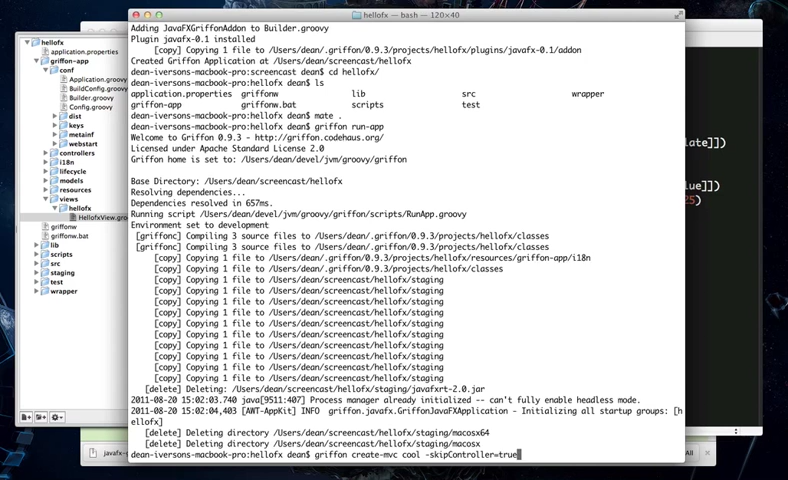 hellofx — bash — 120×40
Adding JavaFXGriffonAddon to Builder.groovy
Plugin javafx-0.1 installed
[copy] Copying 1 file to /Users/dean/.griffon/0.9.3/projects/hellofx/plugins/javafx-0.1/addon
Created Griffon Application at /Users/dean/screencast/hellofx
dean-iversons-macbook-pro:screencast dean$ cd hellofx/
dean-iversons-macbook-pro:hellofx dean$ ls
application.properties griffonw lib src wrapper
griffon-app griffonw.bat scripts test
dean-iversons-macbook-pro:hellofx dean$ mate .
dean-iversons-macbook-pro:hellofx dean$ griffon run-app
Welcome to Griffon 0.9.3 - http://griffon.codehaus.org/
Licensed under Apache Standard License 2.0
Griffon home is set to: /Users/dean/devel/jvm/groovy/griffon
Base Directory: /Users/dean/screencast/hellofx
Resolving dependencies...
Dependencies resolved in 657ms.
Running script /Users/dean/devel/jvm/groovy/griffon/scripts/RunApp.groovy
Environment set to development
[griffonc] Compiling 3 source files to /Users/dean/.griffon/0.9.3/projects/hellofx/classes
[griffonc] Compiling 3 source files to /Users/dean/.griffon/0.9.3/projects/hellofx/classes
[copy] Copying 1 file to /Users/dean/.griffon/0.9.3/projects/hellofx/resources/griffon-app/i18n
[copy] Copying 1 file to /Users/dean/.griffon/0.9.3/projects/hellofx/classes
[copy] Copying 1 file to /Users/dean/screencast/hellofx/staging
[copy] Copying 1 file to /Users/dean/screencast/hellofx/staging
[copy] Copying 1 file to /Users/dean/screencast/hellofx/staging
[copy] Copying 1 file to /Users/dean/screencast/hellofx/staging
[copy] Copying 1 file to /Users/dean/screencast/hellofx/staging
[copy] Copying 1 file to /Users/dean/screencast/hellofx/staging
[copy] Copying 1 file to /Users/dean/screencast/hellofx/staging
[copy] Copying 1 file to /Users/dean/screencast/hellofx/staging
[copy] Copying 1 file to /Users/dean/screencast/hellofx/staging
[copy] Copying 1 file to /Users/dean/screencast/hellofx/staging
[delete] Deleting: /Users/dean/screencast/hellofx/staging/javafxrt-2.0.jar
2011-08-20 15:02:03.740 java[9511:407] Process manager already initialized -- can't fully enable headless mode.
2011-08-20 15:02:04,403 [AWT-AppKit] INFO griffon.javafx.GriffonJavaFXApplication - Initializing all startup groups: [h
ellofx]
[delete] Deleting directory /Users/dean/screencast/hellofx/staging/macosx64
[delete] Deleting directory /Users/dean/screencast/hellofx/staging/macosx
dean-iversons-macbook-pro:hellofx dean$ griffon create-mvc cool -skipController=true
hellofx
application.properties
griffon-app
conf
Application.groovy
BuildConfig.groovy
Builder.groovy
Config.groovy
dist
keys
metainf
webstart
controllers
i18n
lifecycle
models
resources
views
hellofx
HellofxView.gro
griffonw
griffonw.bat
lib
scripts
src
staging
test
wrapper
late]])
lue]])
25)
javafx-
All